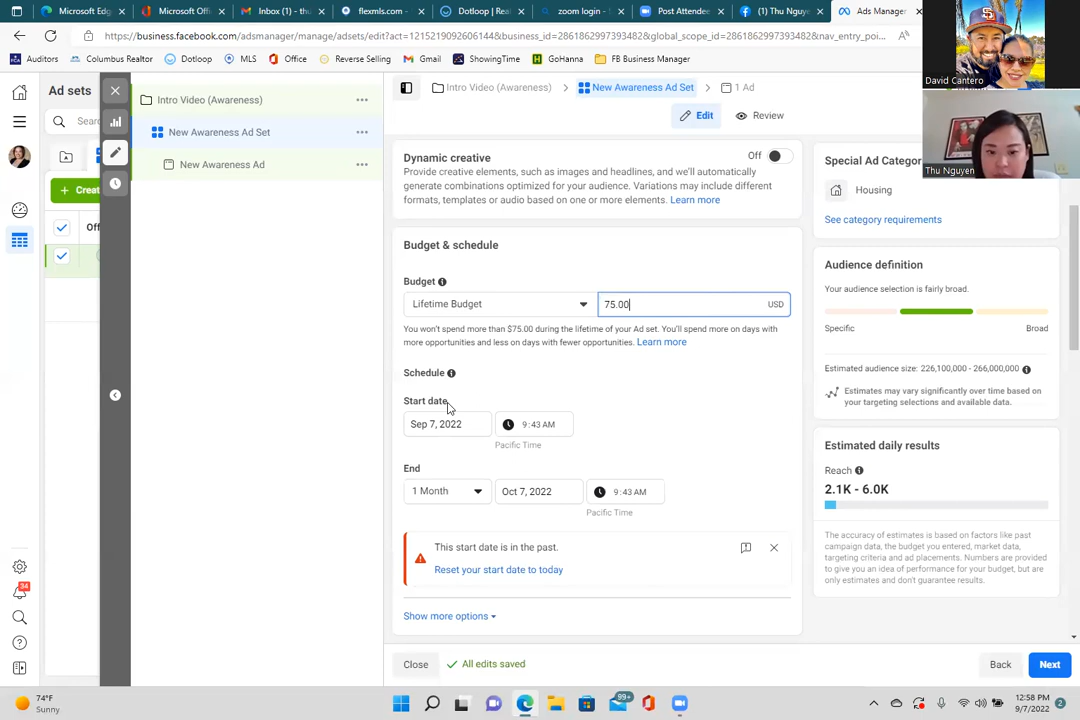 Microsoft Edge
Microsoft Offi
Inbox (1) - thu
flexmls.com -
Dotloop | Real
zoom login -
Post Attendee
(1) Thu Nguye
Ads Manager
https://business.facebook.com/adsmanager/manage/adsets/edit?act=1215219092606144&business_id=2861862999393482&global_scope_id=2861862999393482&nav_entry_poi...
Auditors
Columbus Realtor
Dotloop
MLS
Office
Reverse Selling
Gmail
ShowingTime
GoHanna
FB Business Manager
David Cantero
Thu Nguyen
Ad sets
Sear
+ Creat
Off
34
Intro Video (Awareness)
New Awareness Ad Set
New Awareness Ad
Intro Video (Awareness) > New Awareness Ad Set > 1 Ad
Edit
Review
Dynamic creative
Off
Provide creative elements, such as images and headlines, and we'll automatically
generate combinations optimized for your audience. Variations may include different
formats, templates or audio based on one or more elements. Learn more
Budget & schedule
Budget
Lifetime Budget
75.00
USD
You won't spend more than $75.00 during the lifetime of your Ad set. You'll spend more on days with
more opportunities and less on days with fewer opportunities. Learn more
Schedule
Start date
Sep 7, 2022
9:43 AM
Pacific Time
End
1 Month
Oct 7, 2022
9:43 AM
Pacific Time
This start date is in the past.
Reset your start date to today
Show more options
Close
All edits saved
Back
Next
Special Ad Categor
Housing
See category requirements
Audience definition
Your audience selection is fairly broad.
Specific
Broad
Estimated audience size: 226,100,000 - 266,000,000
Estimates may vary significantly over time based on
your targeting selections and available data.
Estimated daily results
Reach
2.1K - 6.0K
The accuracy of estimates is based on factors like past
campaign data, the budget you entered, market data,
targeting criteria and ad placements. Numbers are provided
to give you an idea of performance for your budget, but are
only estimates and don't guarantee results.
74°F
Sunny
99+
12:58 PM
9/7/2022
2